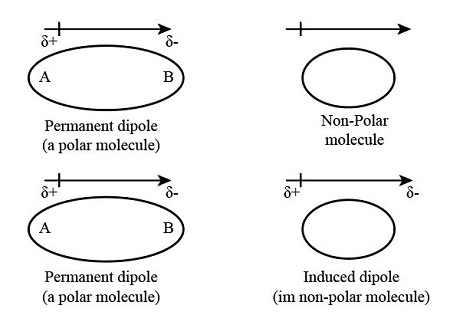 δ+ δ-
A B
Permanent dipole
(a polar molecule)
Non-Polar
molecule
δ+ δ-
A B
Permanent dipole
(a polar molecule)
δ+ δ-
Induced dipole
(im non-polar molecule)